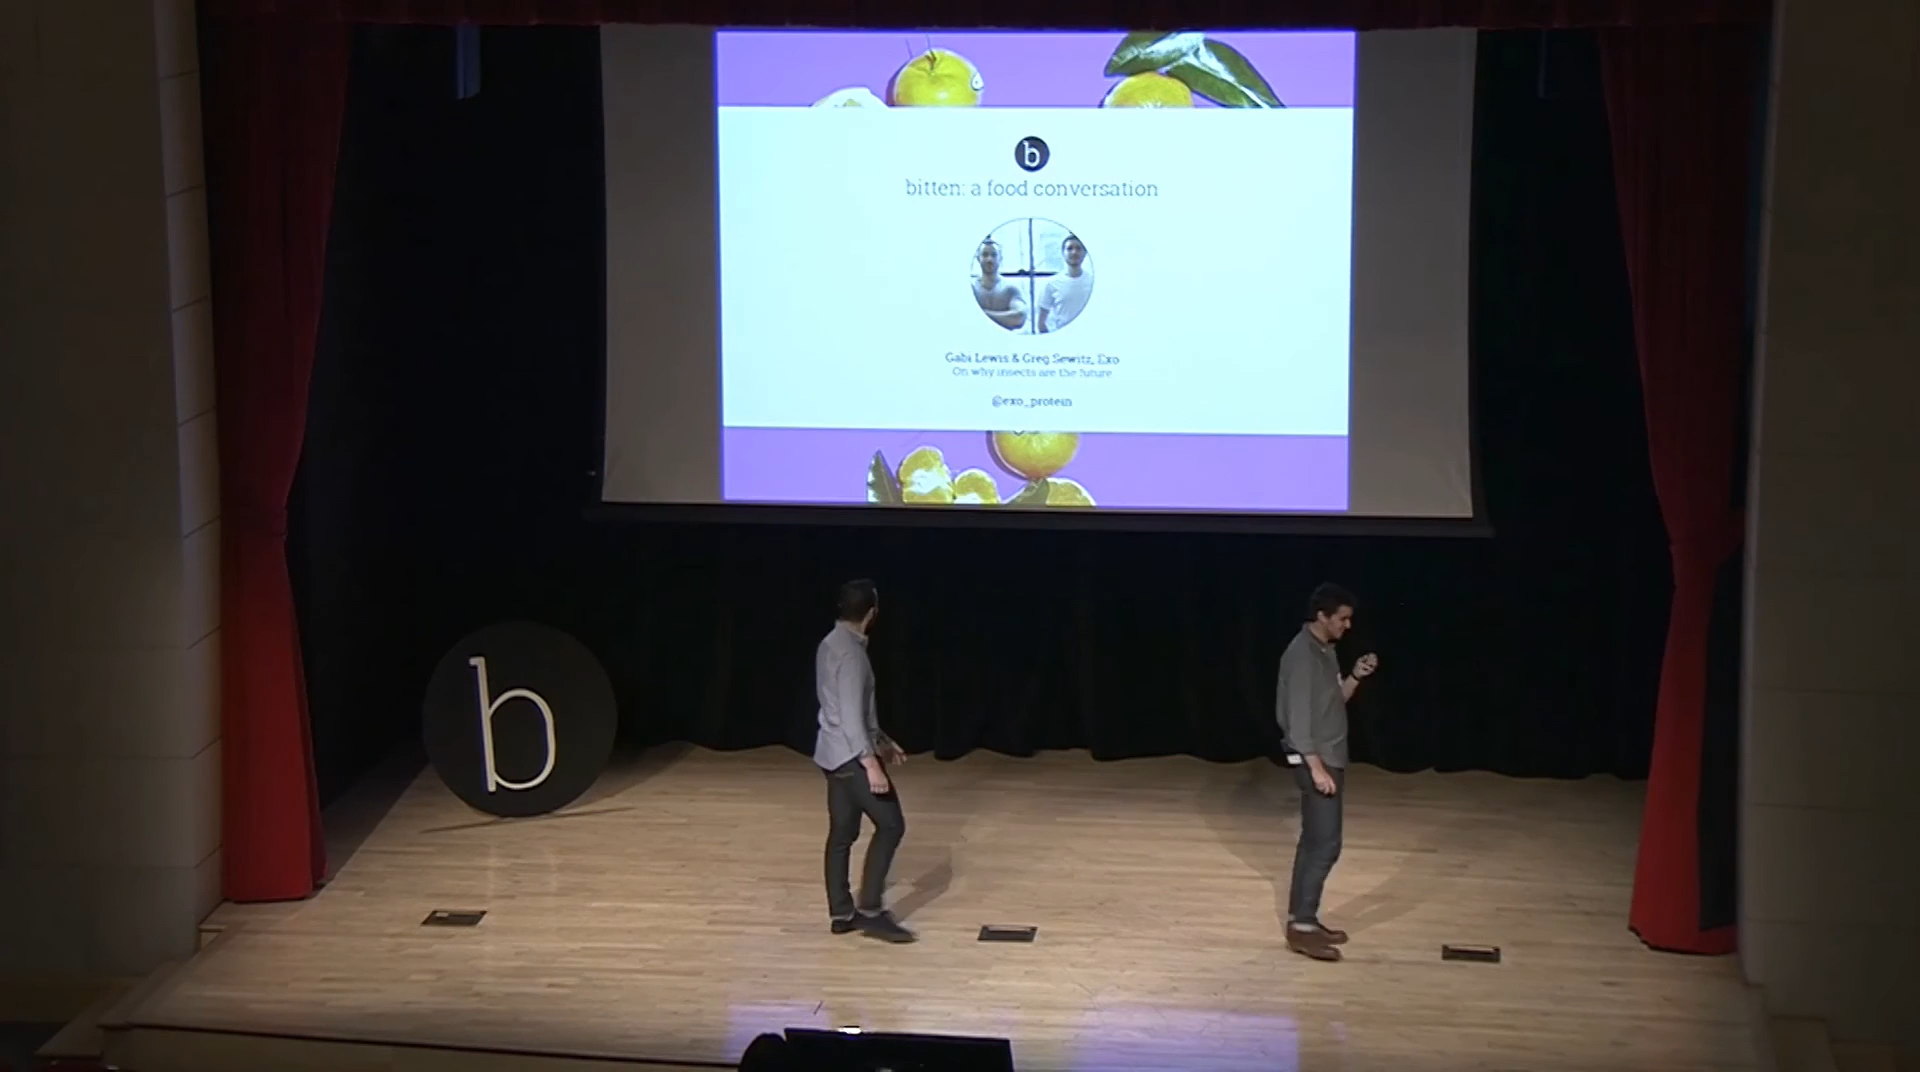 b
bitten: a food conversation
Gabi Lewis & Greg Sewitz, Exo
On why insects are the future
@exo_protein
b